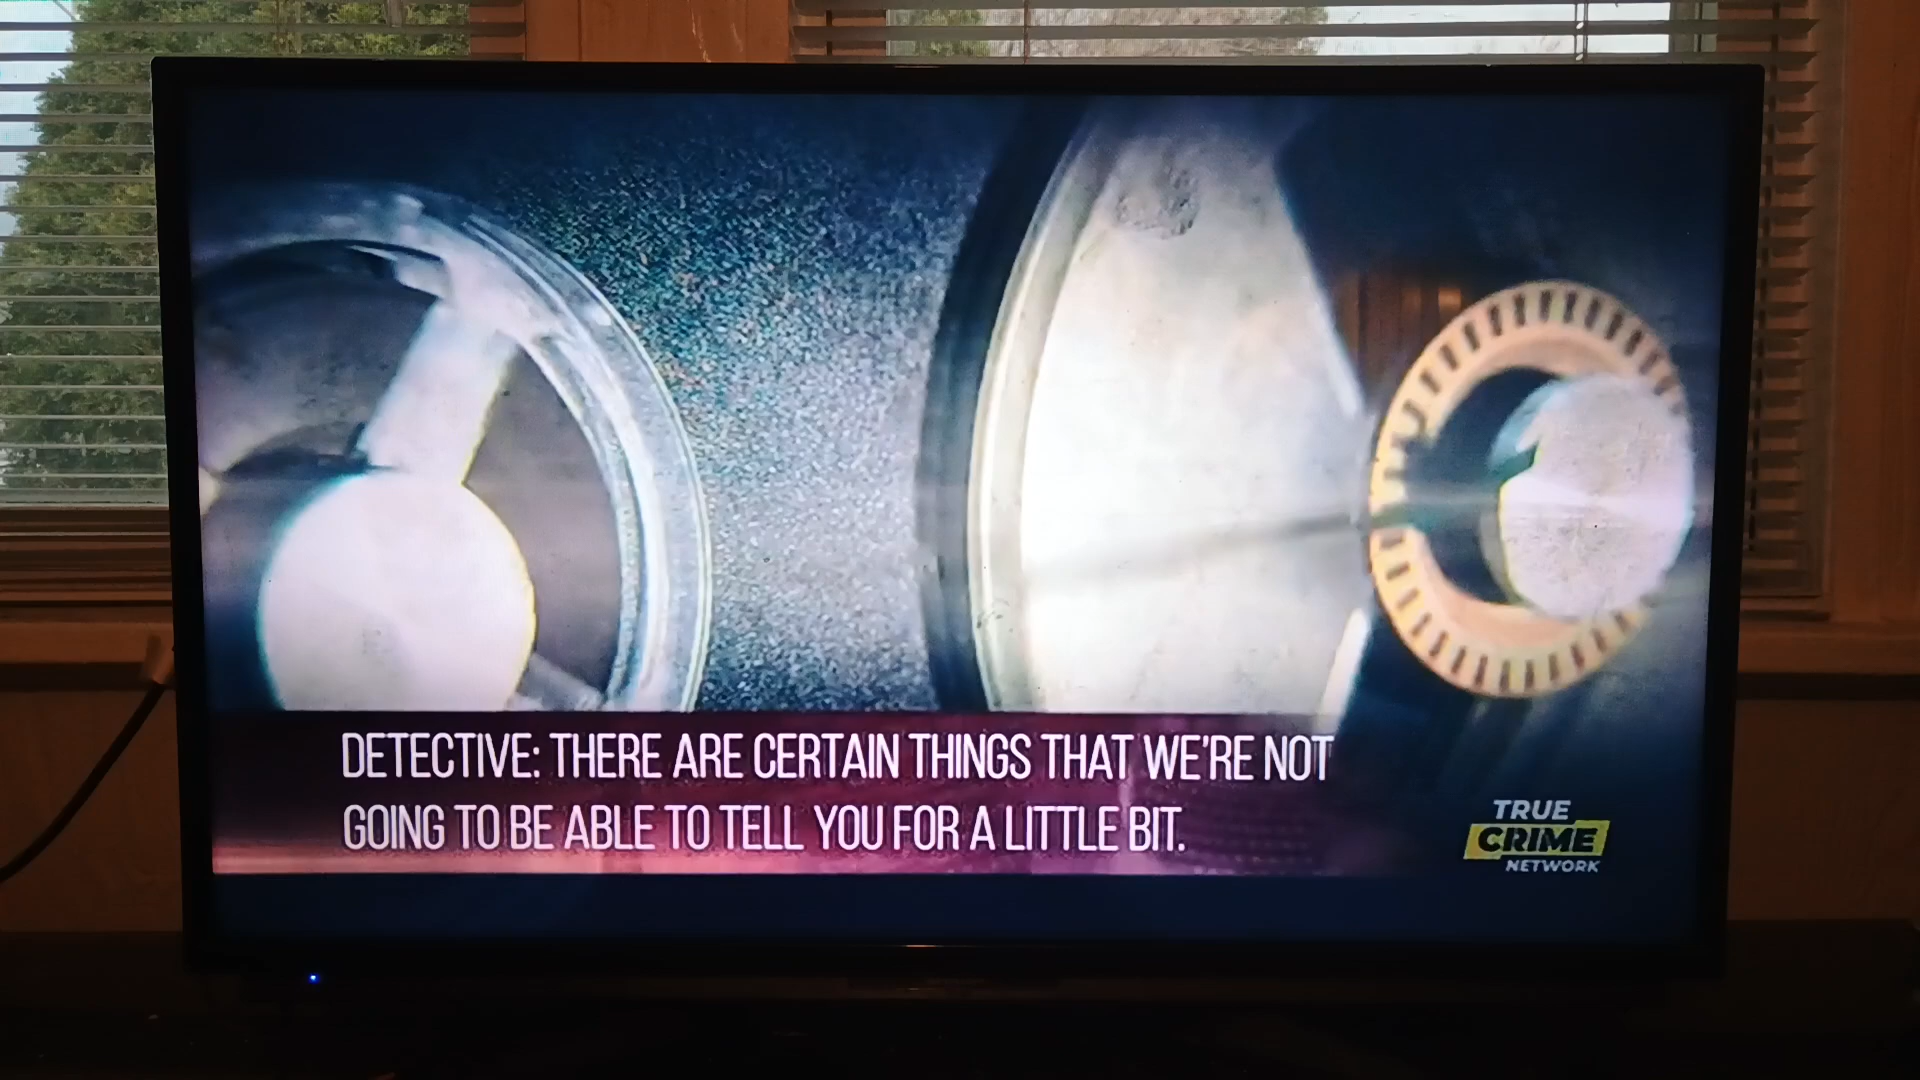 DETECTIVE: THERE ARE CERTAIN THINGS THAT WE'RE NOT
GOING TO BE ABLE TO TELL YOU FOR A LITTLE BIT.
TRUE
CRIME
NETWORK